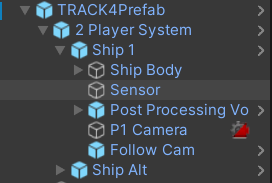 TRACK4Prefab
2 Player System
Ship 1
Ship Body
Sensor
Post Processing Vo
P1 Camera
Follow Cam
Ship Alt